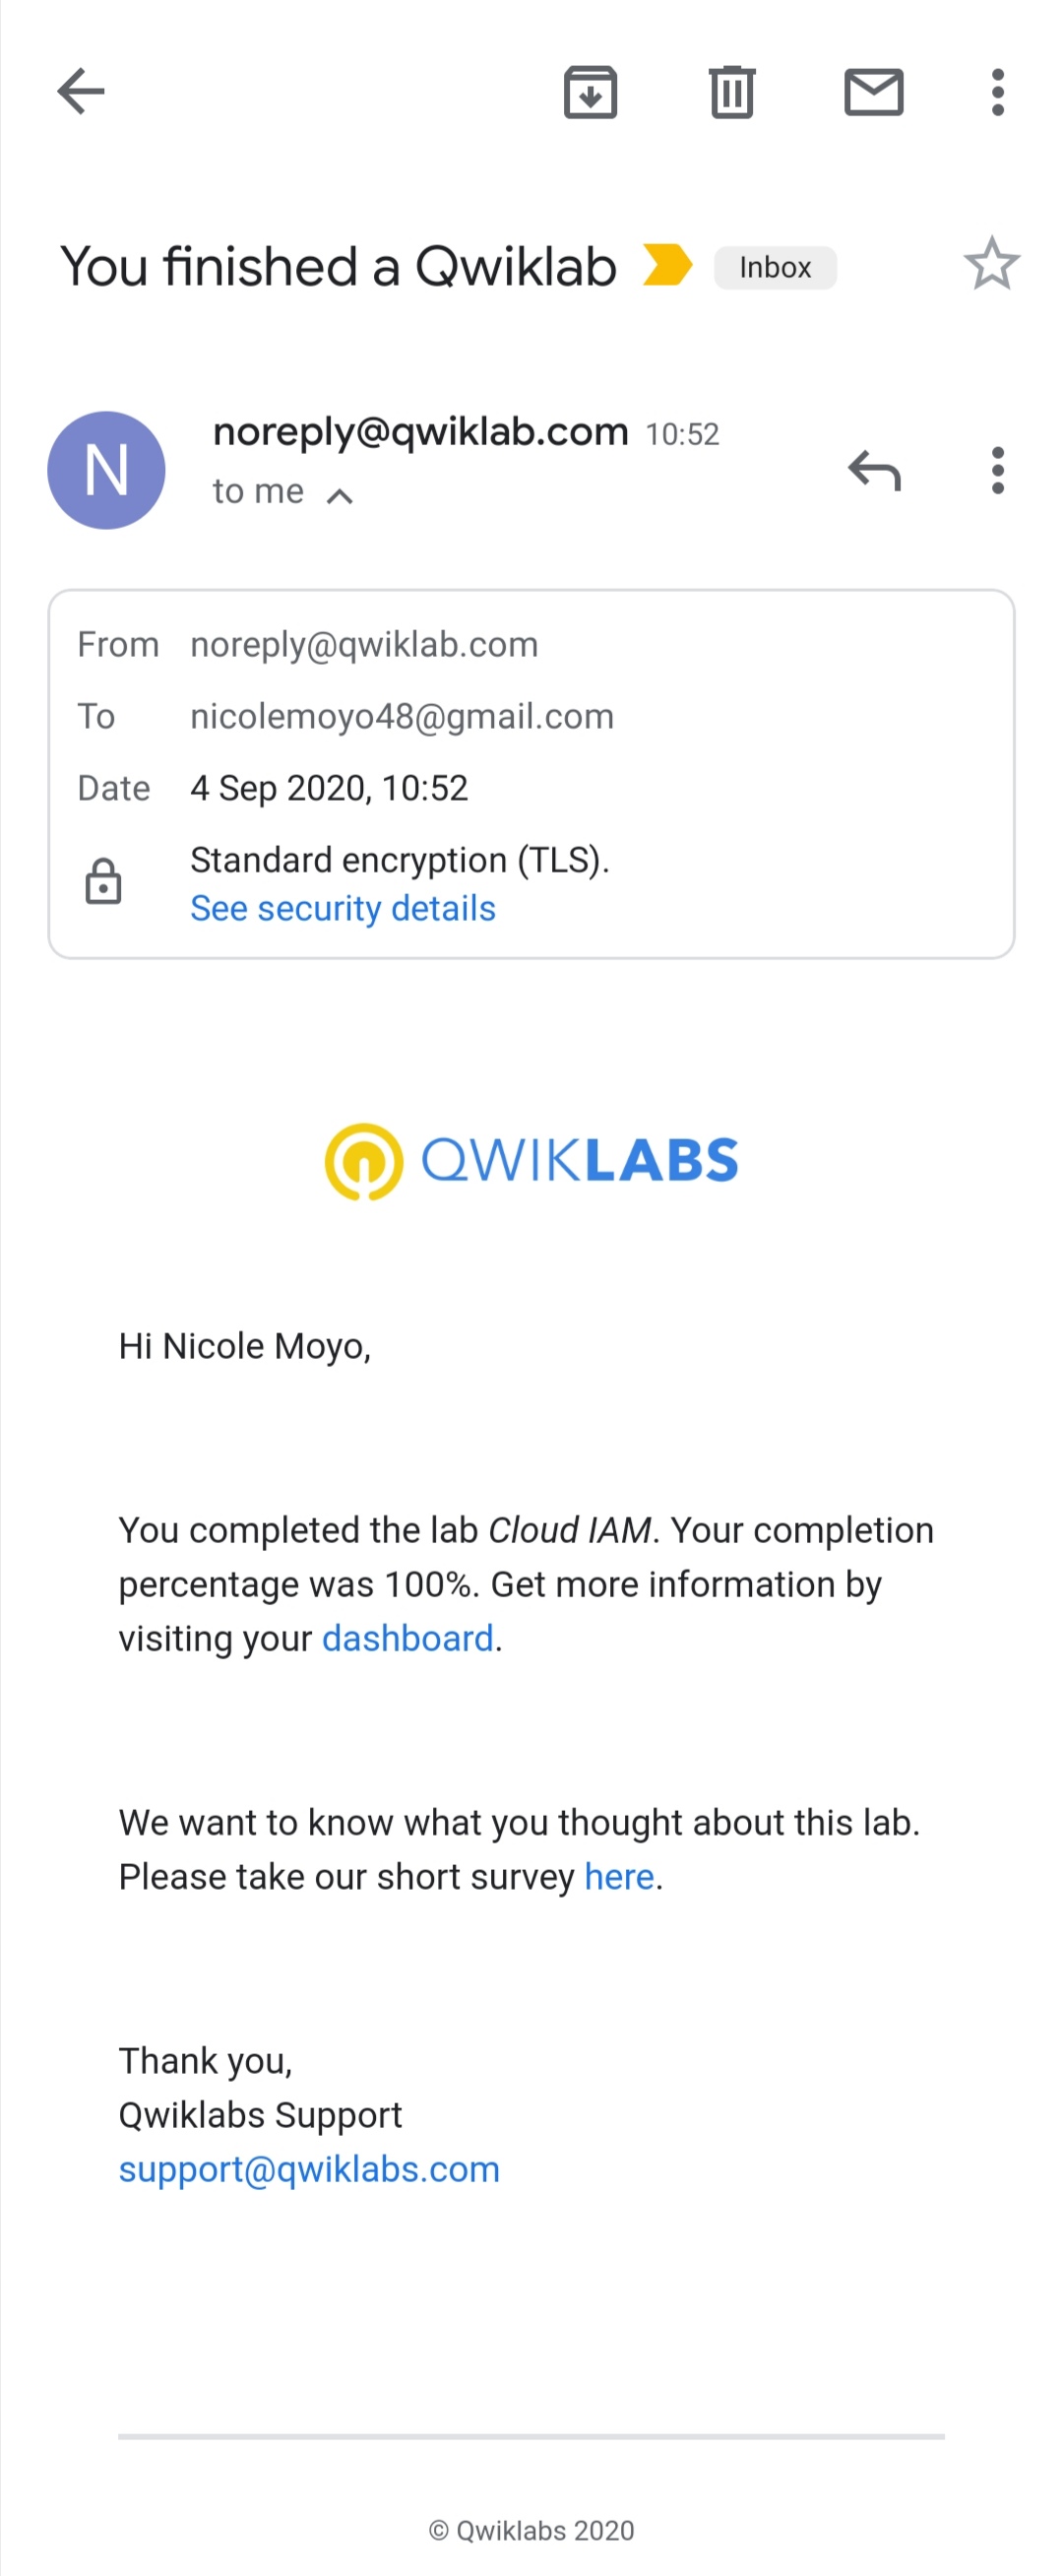 You finished a Qwiklab Inbox
N
noreply@qwiklab.com 10:52
to me
From noreply@qwiklab.com
To nicolemoyo48@gmail.com
Date 4 Sep 2020, 10:52
Standard encryption (TLS).
See security details
QWIKLABS
Hi Nicole Moyo,
You completed the lab Cloud IAM. Your completion
percentage was 100%. Get more information by
visiting your dashboard.
We want to know what you thought about this lab.
Please take our short survey here.
Thank you,
Qwiklabs Support
support@qwiklabs.com
© Qwiklabs 2020